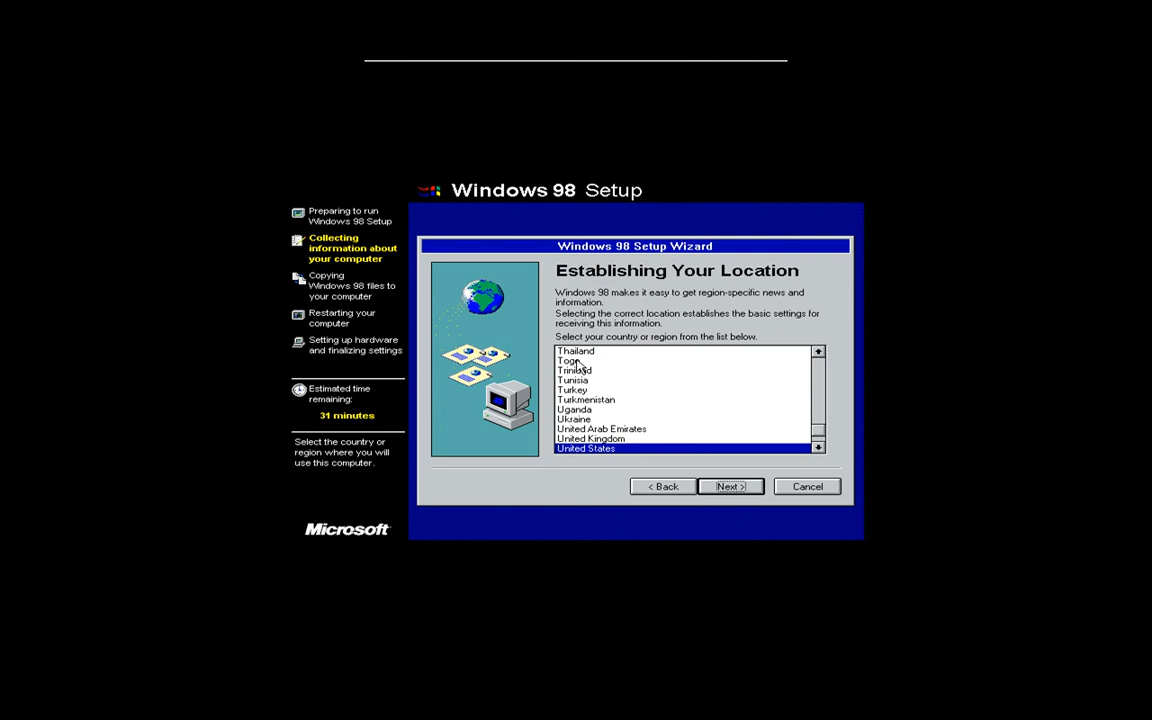 Windows 98 Setup
Preparing to run
Windows 98 Setup
Collecting
information about
your computer
Copying
Windows 98 files to
your computer
Restarting your
computer
Setting up hardware
and finalizing settings
Estimated time
remaining:
31 minutes
Select the country or
region where you will
use this computer.
Microsoft
Windows 98 Setup Wizard
Establishing Your Location
Windows 98 makes it easy to get region-specific news and
information.
Selecting the correct location establishes the basic settings for
receiving this information.
Select your country or region from the list below.
Thailand
Togo
Trinidad
Tunisia
Turkey
Turkmenistan
Uganda
Ukraine
United Arab Emirates
United Kingdom
United States
< Back
Next >
Cancel